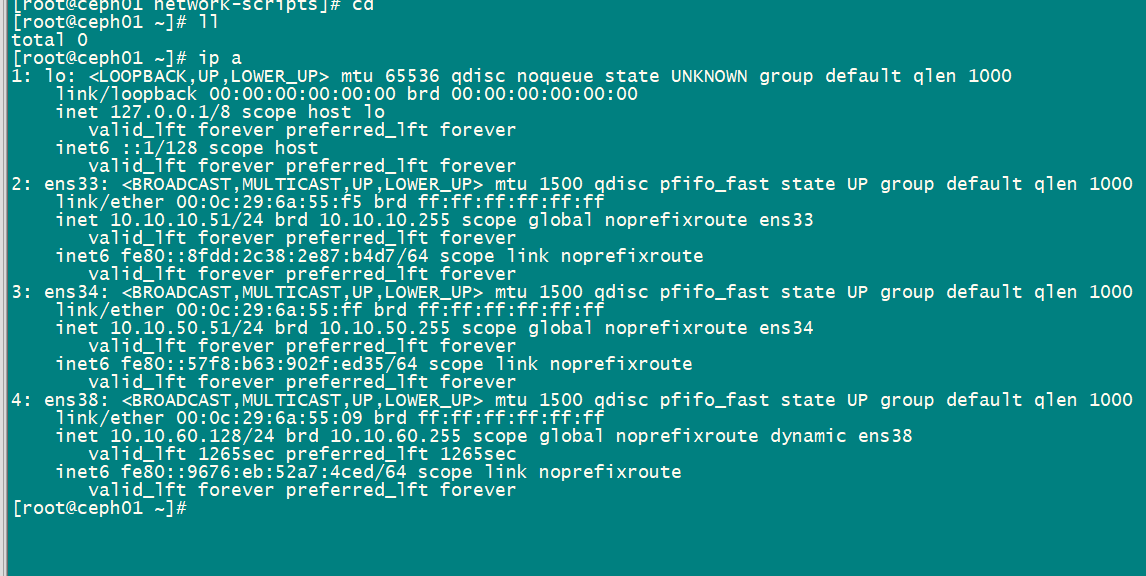 [root@ceph01 network-scripts]# cd
[root@ceph01 ~]# ll
total 0
[root@ceph01 ~]# ip a
1: lo: <LOOPBACK,UP,LOWER_UP> mtu 65536 qdisc noqueue state UNKNOWN group default qlen 1000
    link/loopback 00:00:00:00:00:00 brd 00:00:00:00:00:00
    inet 127.0.0.1/8 scope host lo
       valid_lft forever preferred_lft forever
    inet6 ::1/128 scope host
       valid_lft forever preferred_lft forever
2: ens33: <BROADCAST,MULTICAST,UP,LOWER_UP> mtu 1500 qdisc pfifo_fast state UP group default qlen 1000
    link/ether 00:0c:29:6a:55:f5 brd ff:ff:ff:ff:ff:ff
    inet 10.10.10.51/24 brd 10.10.10.255 scope global noprefixroute ens33
       valid_lft forever preferred_lft forever
    inet6 fe80::8fdd:2c38:2e87:b4d7/64 scope link noprefixroute
       valid_lft forever preferred_lft forever
3: ens34: <BROADCAST,MULTICAST,UP,LOWER_UP> mtu 1500 qdisc pfifo_fast state UP group default qlen 1000
    link/ether 00:0c:29:6a:55:ff brd ff:ff:ff:ff:ff:ff
    inet 10.10.50.51/24 brd 10.10.50.255 scope global noprefixroute ens34
       valid_lft forever preferred_lft forever
    inet6 fe80::57f8:b63:902f:ed35/64 scope link noprefixroute
       valid_lft forever preferred_lft forever
4: ens38: <BROADCAST,MULTICAST,UP,LOWER_UP> mtu 1500 qdisc pfifo_fast state UP group default qlen 1000
    link/ether 00:0c:29:6a:55:09 brd ff:ff:ff:ff:ff:ff
    inet 10.10.60.128/24 brd 10.10.60.255 scope global noprefixroute dynamic ens38
       valid_lft 1265sec preferred_lft 1265sec
    inet6 fe80::9676:eb:52a7:4ced/64 scope link noprefixroute
       valid_lft forever preferred_lft forever
[root@ceph01 ~]#